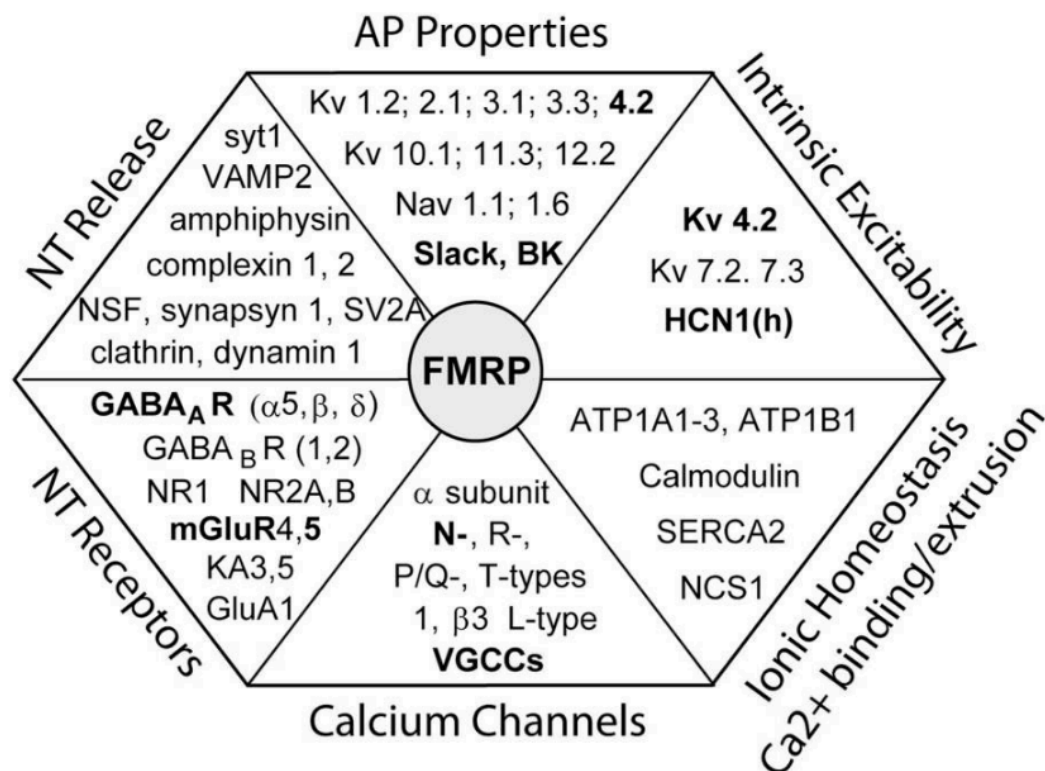 AP Properties
Kv 1.2; 2.1; 3.1; 3.3; 4.2
Kv 10.1; 11.3; 12.2
Nav 1.1; 1.6
Slack, BK
Intrinsic Excitability
Kv 4.2
Kv 7.2. 7.3
HCN1(h)
NT Release
syt1
VAMP2
amphiphysin
complexin 1, 2
NSF, synapsyn 1, SV2A
clathrin, dynamin 1
FMRP
NT Receptors
GABAA R (α5,β, δ)
GABA B R (1,2)
NR1 NR2A,B
mGluR4,5
KA3,5
GluA1
α subunit
N-, R-,
P/Q-, T-types
1, β3 L-type
VGCCs
Calcium Channels
ATP1A1-3, ATP1B1
Calmodulin
SERCA2
NCS1
Ionic Homeostasis
Ca2+ binding/extrusion